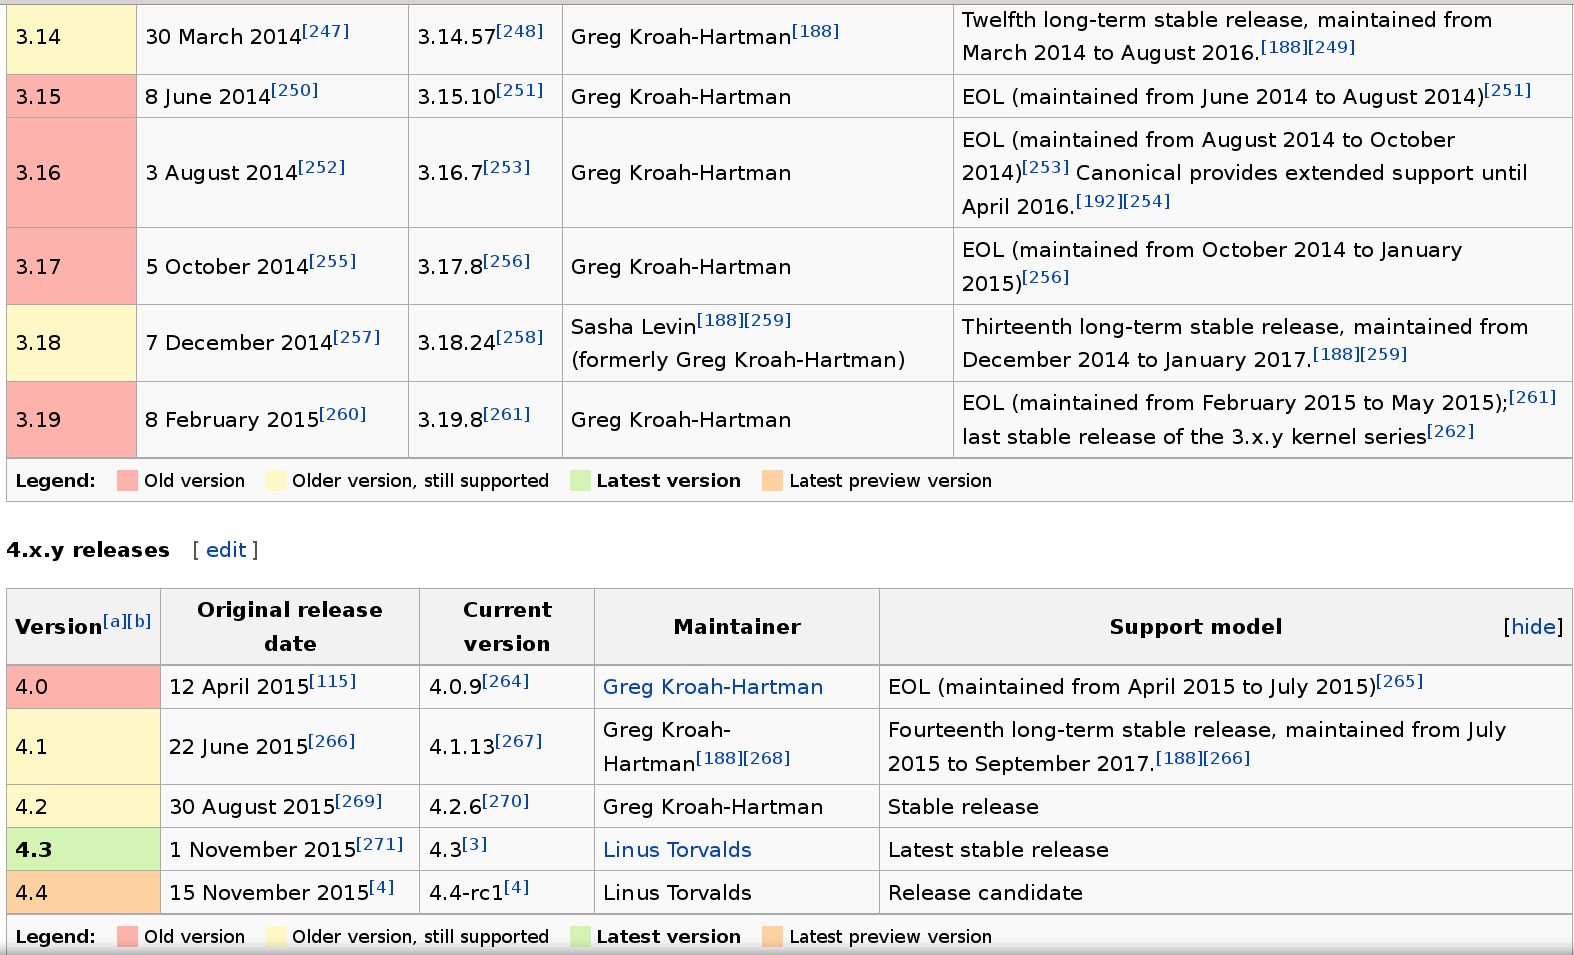 3.14 30 March 2014[247] 3.14.57[248] Greg Kroah-Hartman[188] Twelfth long-term stable release, maintained from
March 2014 to August 2016.[188][249]
3.15 8 June 2014[250] 3.15.10[251] Greg Kroah-Hartman EOL (maintained from June 2014 to August 2014)[251]
3.16 3 August 2014[252] 3.16.7[253] Greg Kroah-Hartman EOL (maintained from August 2014 to October
2014)[253] Canonical provides extended support until
April 2016.[192][254]
3.17 5 October 2014[255] 3.17.8[256] Greg Kroah-Hartman EOL (maintained from October 2014 to January
2015)[256]
3.18 7 December 2014[257] 3.18.24[258] Sasha Levin[188][259]
(formerly Greg Kroah-Hartman) Thirteenth long-term stable release, maintained from
December 2014 to January 2017.[188][259]
3.19 8 February 2015[260] 3.19.8[261] Greg Kroah-Hartman EOL (maintained from February 2015 to May 2015);[261]
last stable release of the 3.x.y kernel series[262]
Legend: Old version Older version, still supported Latest version Latest preview version
4.x.y releases [ edit ]
Version[a][b] Original release
date Current
version Maintainer Support model [hide]
4.0 12 April 2015[115] 4.0.9[264] Greg Kroah-Hartman EOL (maintained from April 2015 to July 2015)[265]
4.1 22 June 2015[266] 4.1.13[267] Greg Kroah-
Hartman[188][268] Fourteenth long-term stable release, maintained from July
2015 to September 2017.[188][266]
4.2 30 August 2015[269] 4.2.6[270] Greg Kroah-Hartman Stable release
4.3 1 November 2015[271] 4.3[3] Linus Torvalds Latest stable release
4.4 15 November 2015[4] 4.4-rc1[4] Linus Torvalds Release candidate
Legend: Old version Older version, still supported Latest version Latest preview version